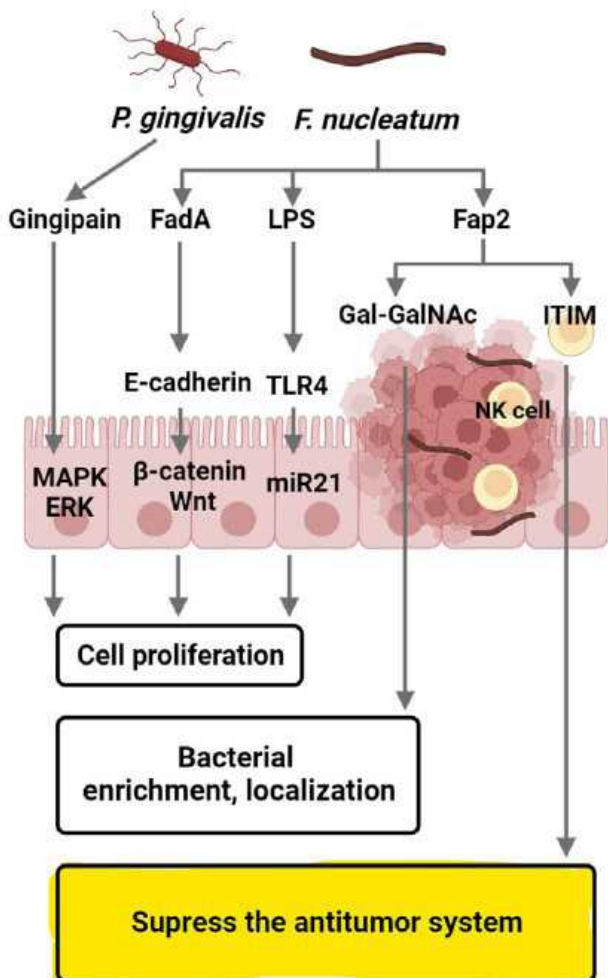 P. gingivalis F. nucleatum
Gingipain FadA LPS Fap2
Gal-GalNAc ITIM
E-cadherin TLR4
NK cell
MAPK
ERK
β-catenin
Wnt
miR21
Cell proliferation
Bacterial
enrichment, localization
Supress the antitumor system